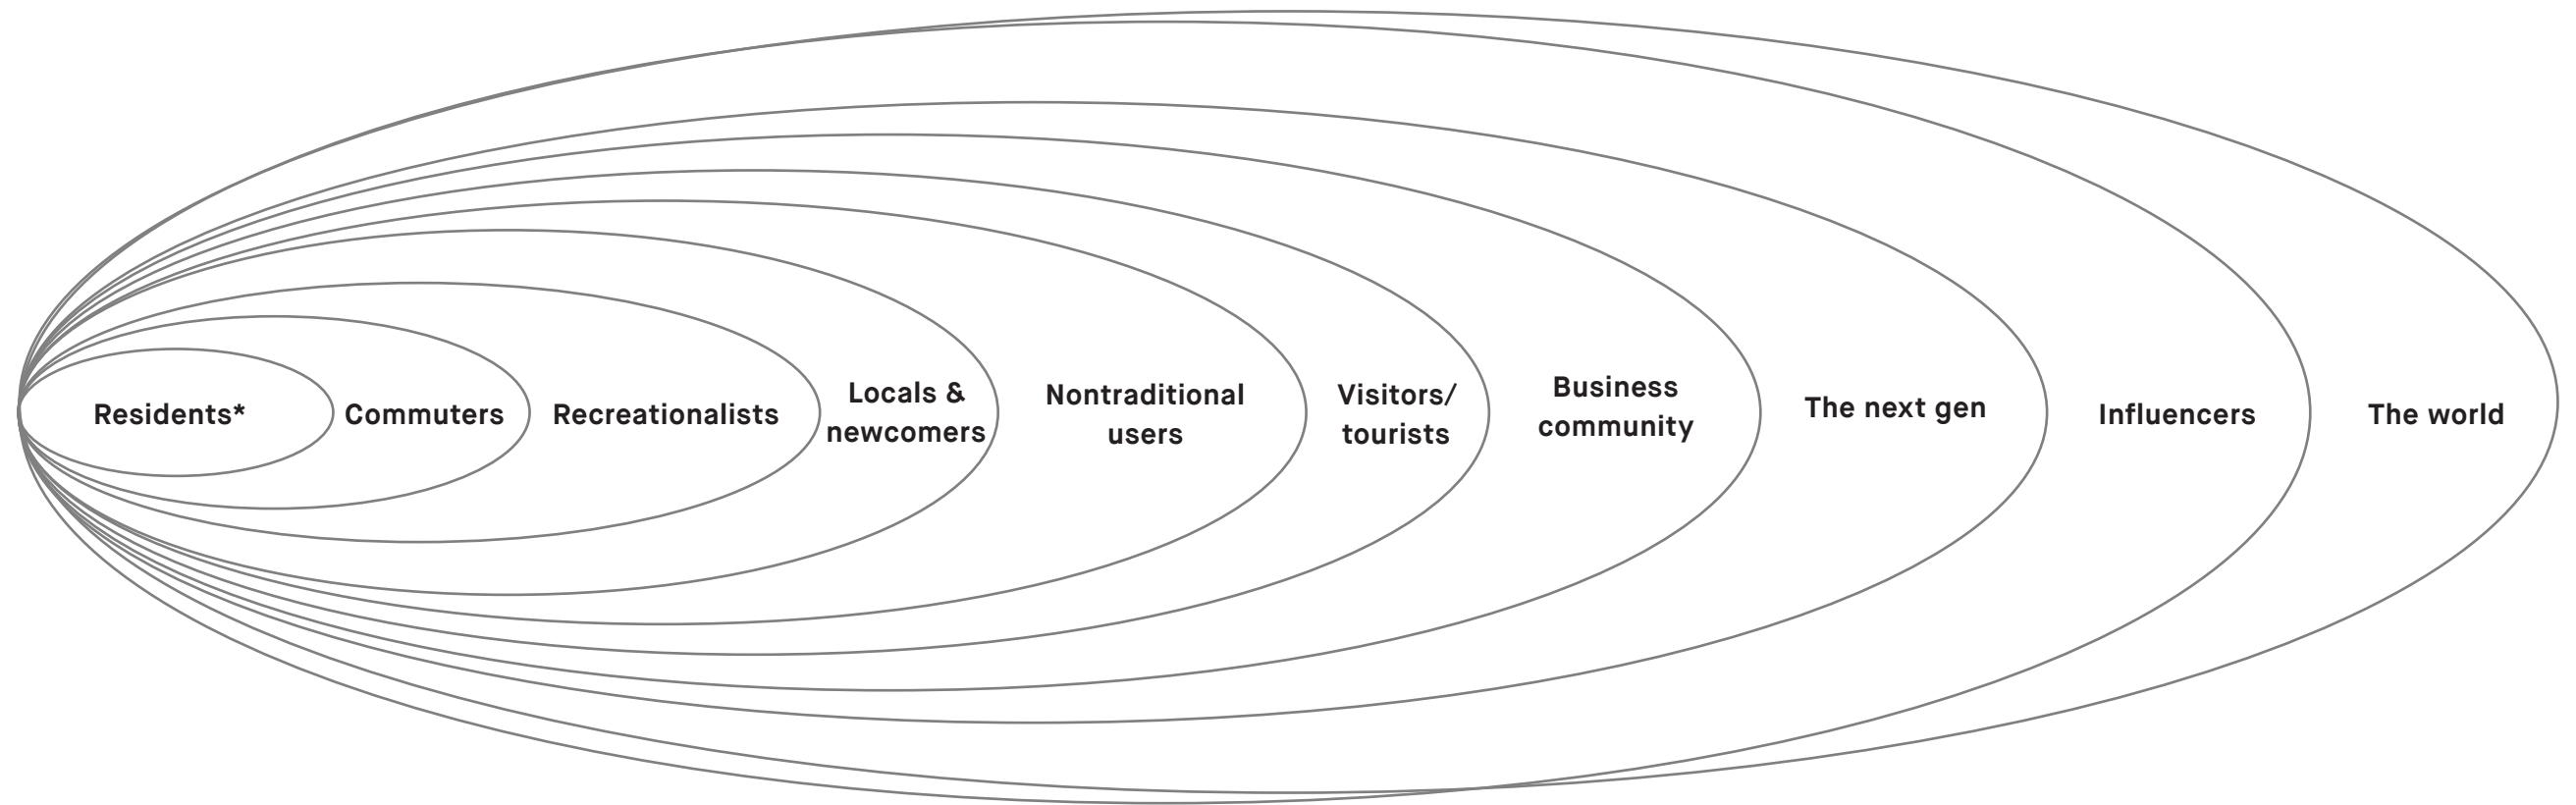 Residents*
Commuters
Recreationalists
Locals &
newcomers
Nontraditional
users
Visitors/
tourists
Business
community
The next gen
Influencers
The world